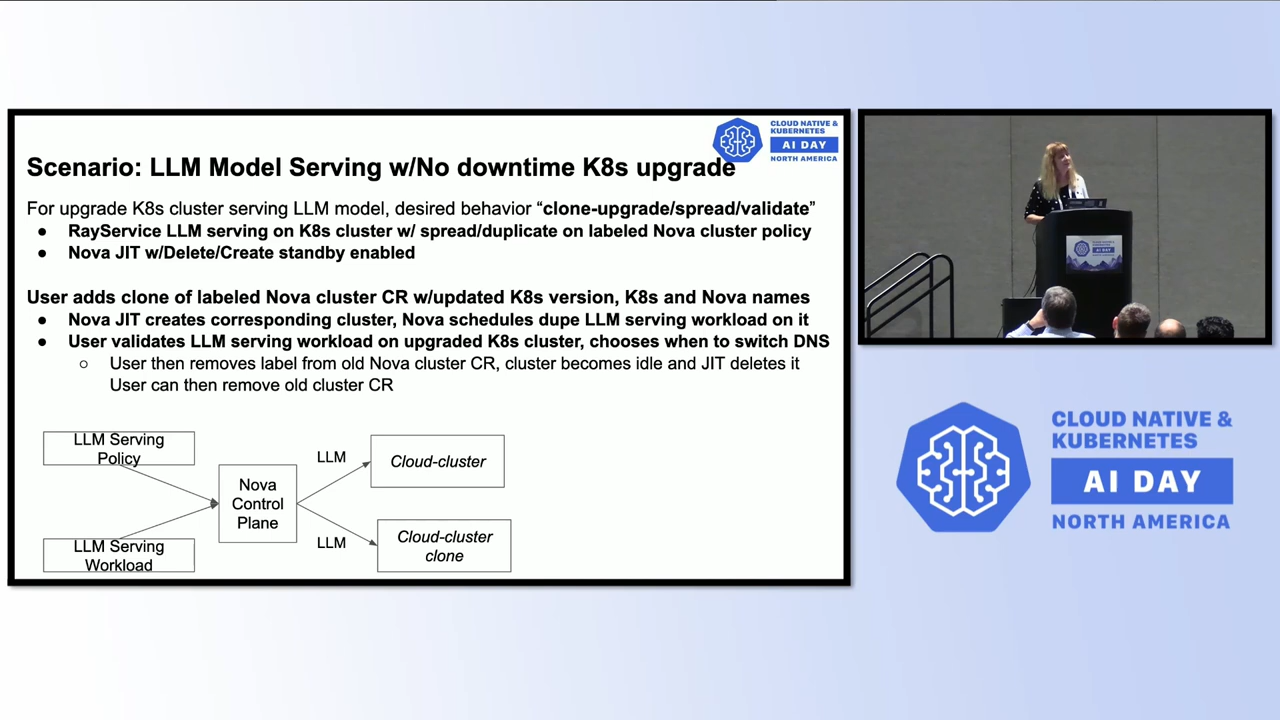 CLOUD NATIVE &
KUBERNETES
AI DAY
NORTH AMERICA
Scenario: LLM Model Serving w/No downtime K8s upgrade
For upgrade K8s cluster serving LLM model, desired behavior “clone-upgrade/spread/validate”
● RayService LLM serving on K8s cluster w/ spread/duplicate on labeled Nova cluster policy
● Nova JIT w/Delete/Create standby enabled
User adds clone of labeled Nova cluster CR w/updated K8s version, K8s and Nova names
● Nova JIT creates corresponding cluster, Nova schedules dupe LLM serving workload on it
● User validates LLM serving workload on upgraded K8s cluster, chooses when to switch DNS
○ User then removes label from old Nova cluster CR, cluster becomes idle and JIT deletes it
User can then remove old cluster CR
LLM Serving
Policy
LLM Serving
Workload
Nova
Control
Plane
LLM
LLM
Cloud-cluster
Cloud-cluster
clone
CLOUD NATIVE &
KUBERNETES
AI DAY
NORTH AMERICA